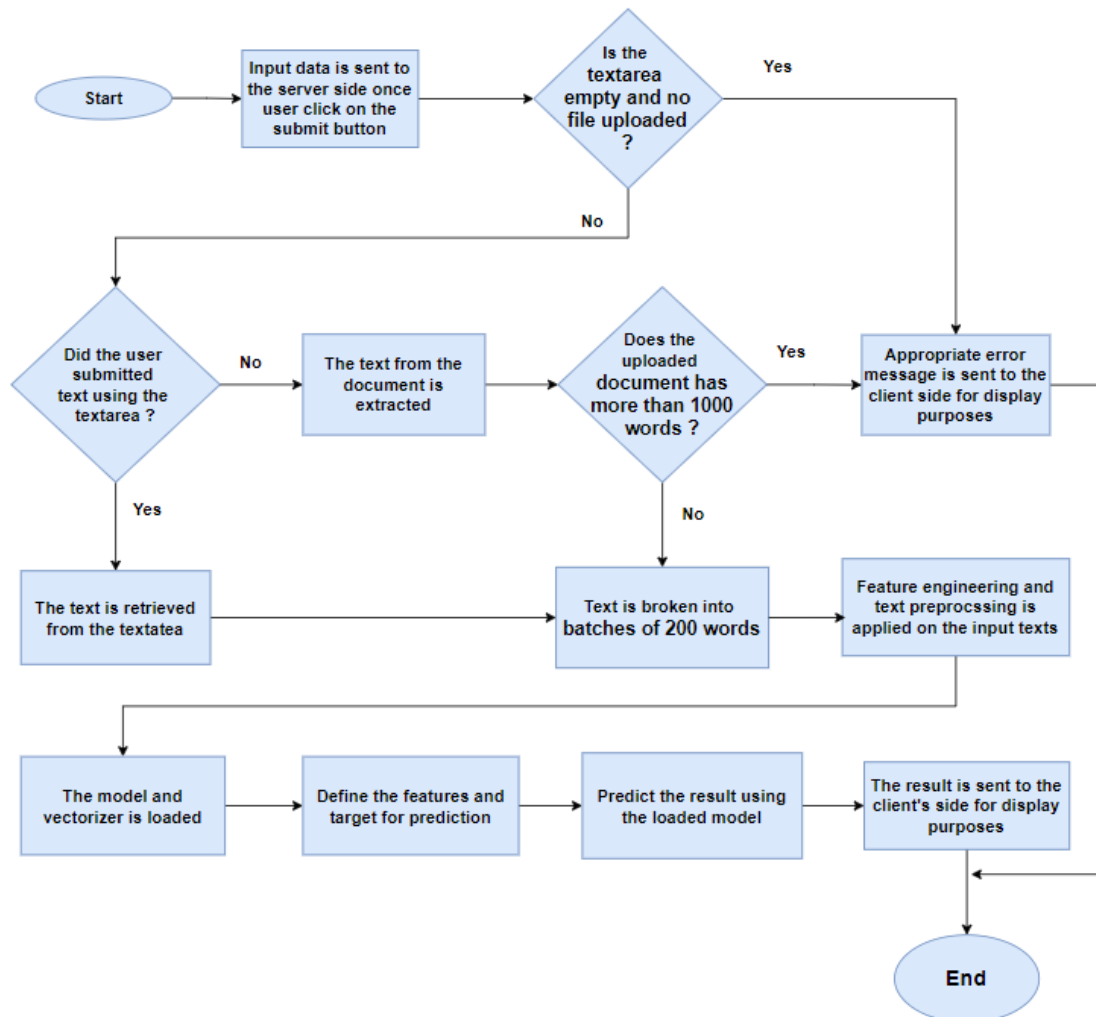 Start
Input data is sent to
the server side once
user click on the
submit button
Is the
textarea
empty and no
file uploaded
?
Yes
No
Did the user
submitted
text using the
textarea ?
No
The text from the
document is
extracted
Does the
uploaded
document has
more than 1000
words ?
Yes
Appropriate error
message is sent to the
client side for display
purposes
Yes
No
The text is retrieved
from the textatea
Text is broken into
batches of 200 words
Feature engineering and
text preprocssing is
applied on the input texts
The model and
vectorizer is loaded
Define the features and
target for prediction
Predict the result using
the loaded model
The result is sent to the
client's side for display
purposes
End